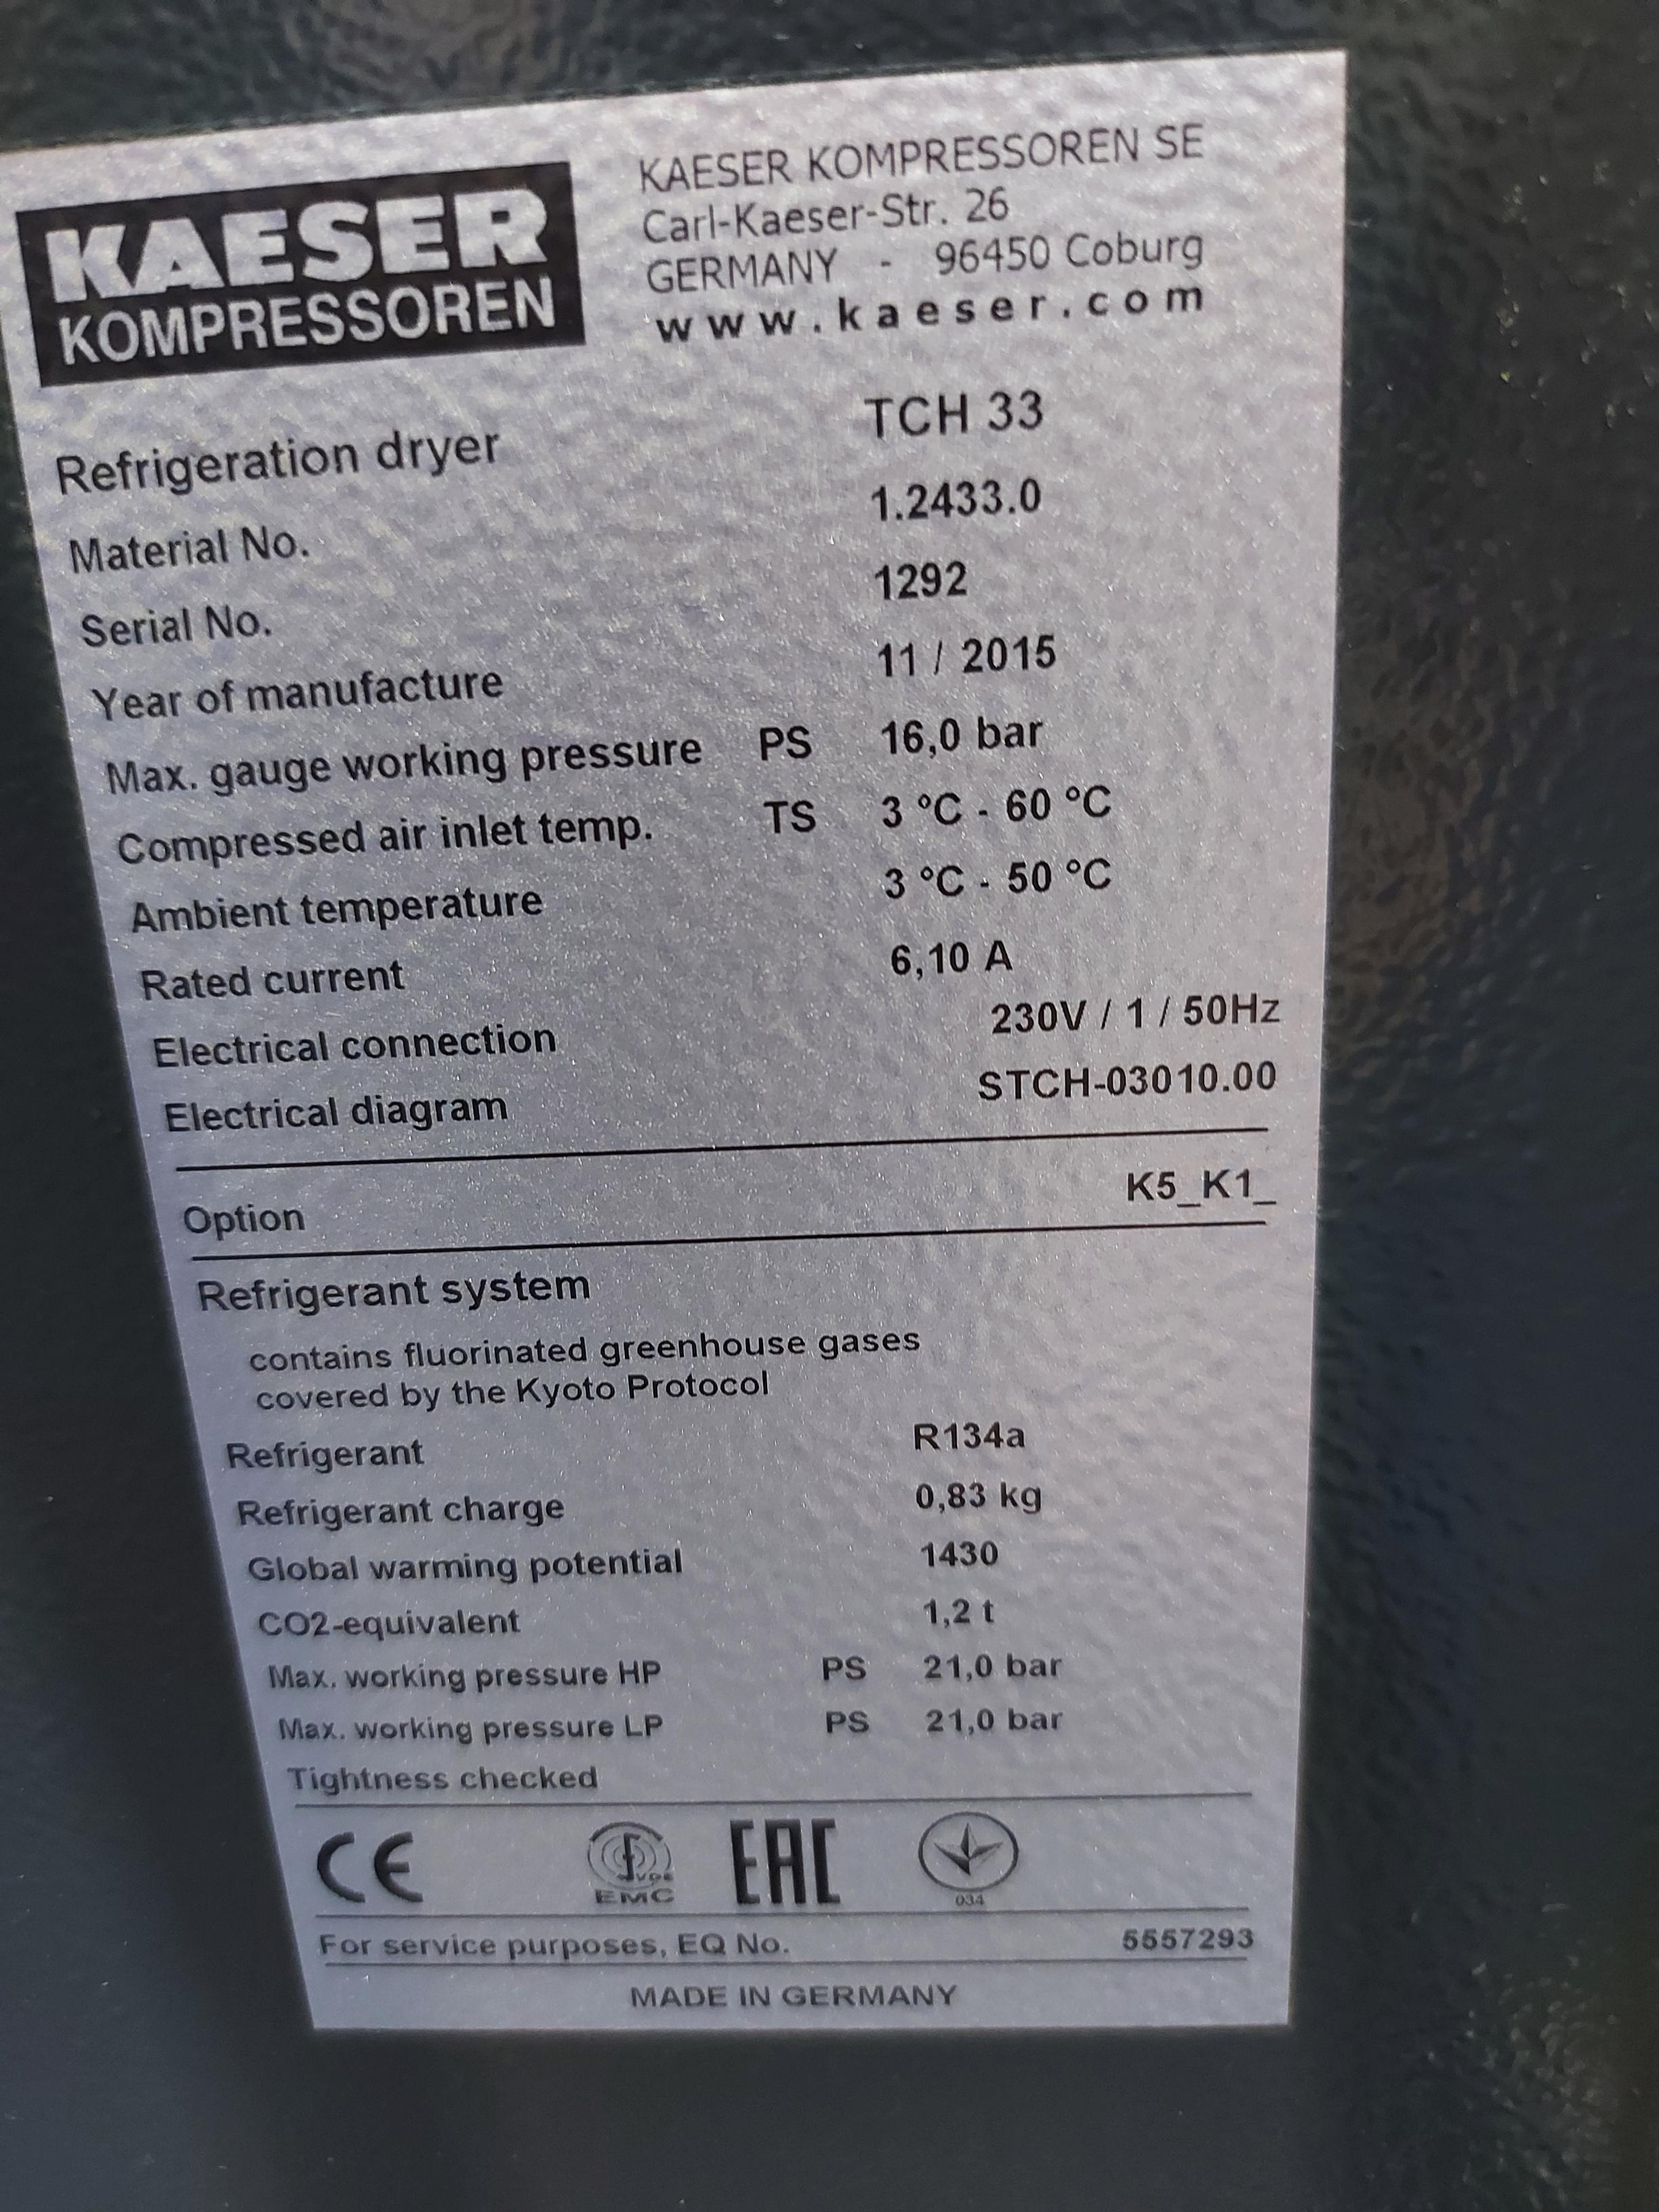 KAESER
KOMPRESSOREN
KAESER KOMPRESSOREN SE
Carl-Kaeser-Str. 26
GERMANY - 96450 Coburg
www.kaeser.com
Refrigeration dryer TCH 33
Material No. 1.2433.0
Serial No. 1292
Year of manufacture 11 / 2015
Max. gauge working pressure PS 16,0 bar
Compressed air inlet temp. TS 3 °C - 60 °C
Ambient temperature 3 °C - 50 °C
Rated current 6,10 A
Electrical connection 230V / 1 / 50Hz
Electrical diagram STCH-03010.00
Option K5_K1_
Refrigerant system
contains fluorinated greenhouse gases
covered by the Kyoto Protocol
Refrigerant R134a
Refrigerant charge 0,83 kg
Global warming potential 1430
CO2-equivalent 1,2 t
Max. working pressure HP PS 21,0 bar
Max. working pressure LP PS 21,0 bar
Tightness checked
CE VDE EMC EAC 034
For service purposes, EQ No. 5557293
MADE IN GERMANY